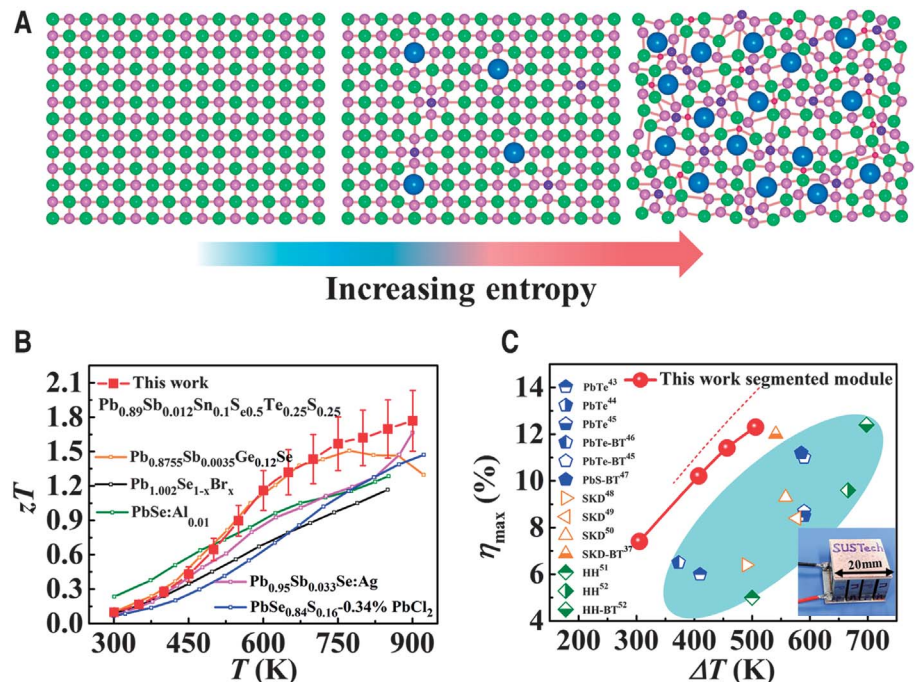 A
Increasing entropy
B
zT
2.1
1.8
1.5
1.2
0.9
0.6
0.3
0.0
This work
Pb0.89Sb0.012Sn0.1Se0.5Te0.25S0.25
Pb0.8755Sb0.0035Ge0.12Se
Pb1.002Se1-xBrx
PbSe:Al0.01
Pb0.95Sb0.033Se:Ag
PbSe0.84S0.16-0.34% PbCl2
300 450 600 750 900
T (K)
C
ηmax (%)
14
12
10
8
6
4
This work segmented module
PbTe43
PbTe44
PbTe45
PbTe-BT46
PbTe-BT45
PbS-BT47
SKD48
SKD49
SKD50
SKD-BT37
HH51
HH52
HH-BT52
SUSTech
20mm
200 300 400 500 600 700
ΔT (K)